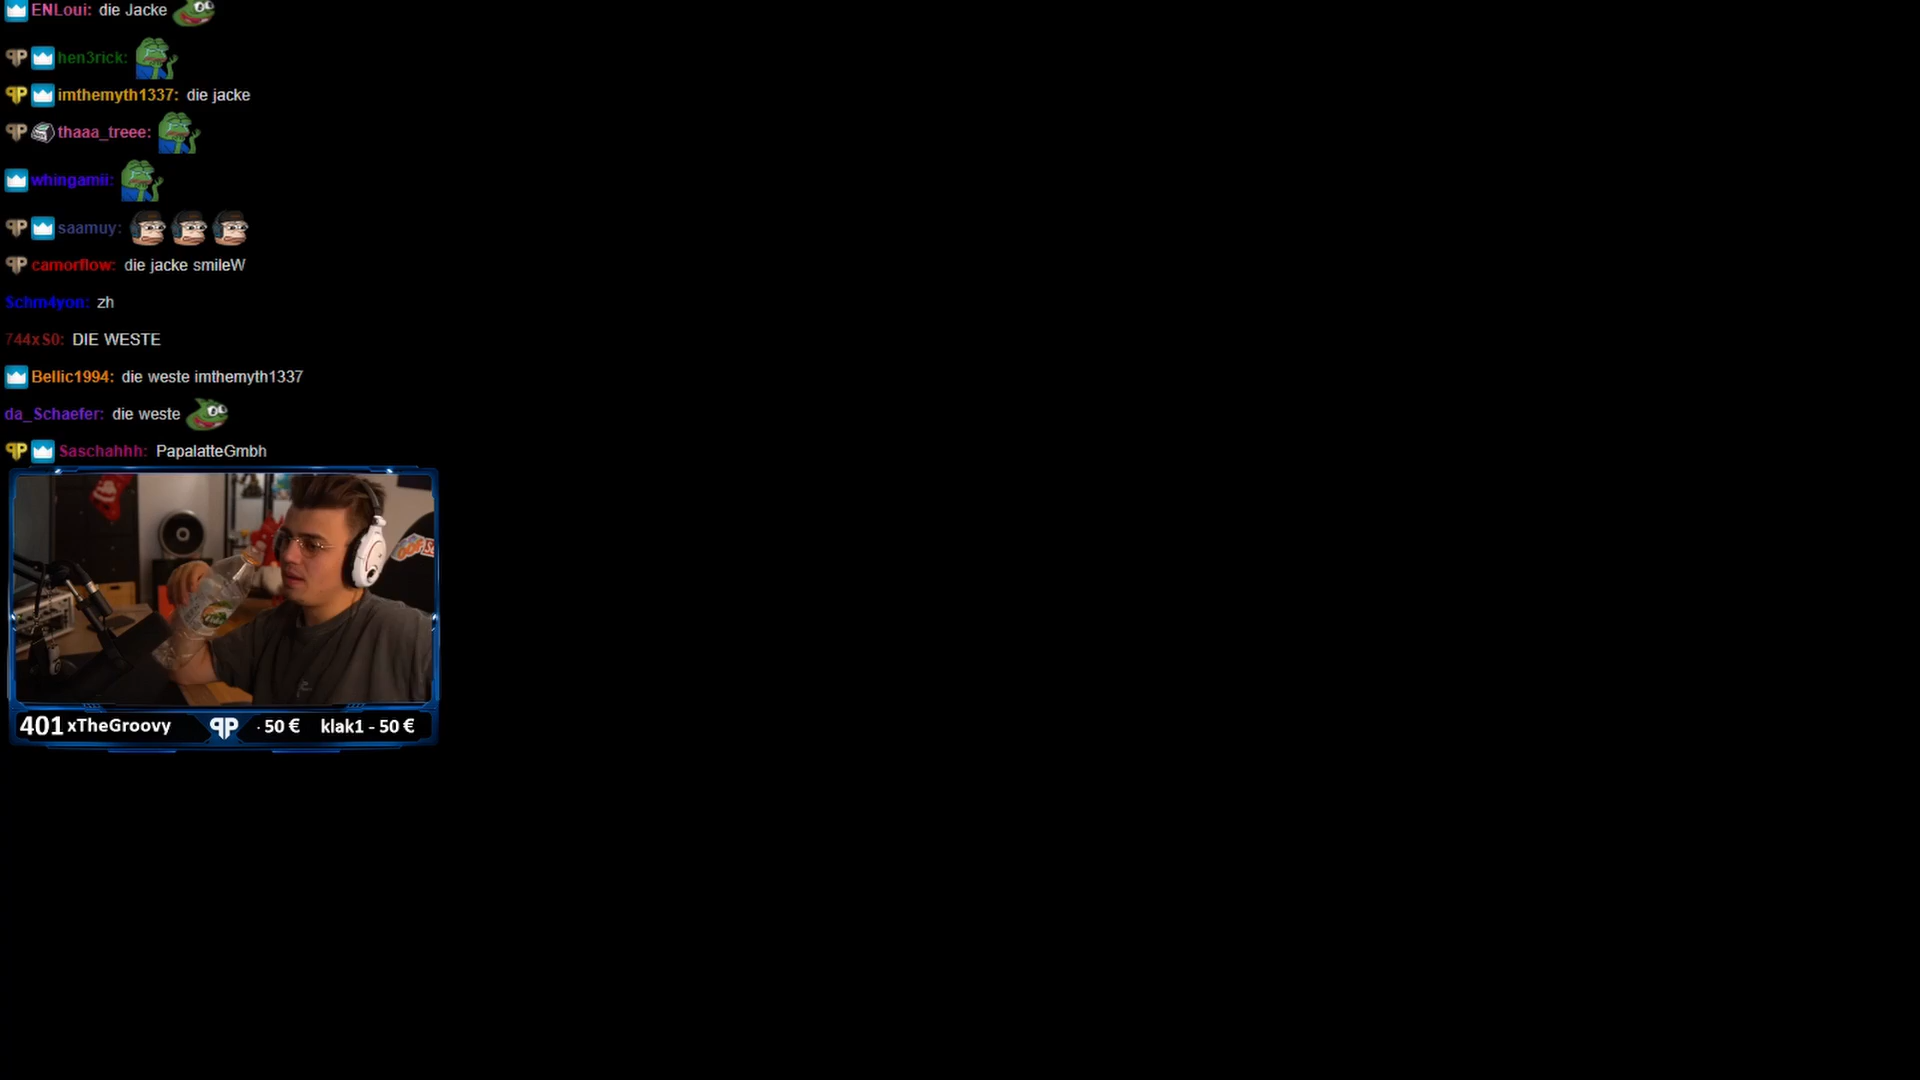 ENLoui: die Jacke
hen3rick:
imthemyth1337: die jacke
thaaa_treee:
whingamii:
saamuy:
camorflow: die jacke smileW
Schm4yon: zh
744xS0: DIE WESTE
Bellic1994: die weste imthemyth1337
da_Schaefer: die weste
Saschahhh: PapalatteGmbh
401 xTheGroovy PP · 50 € klak1 - 50 €